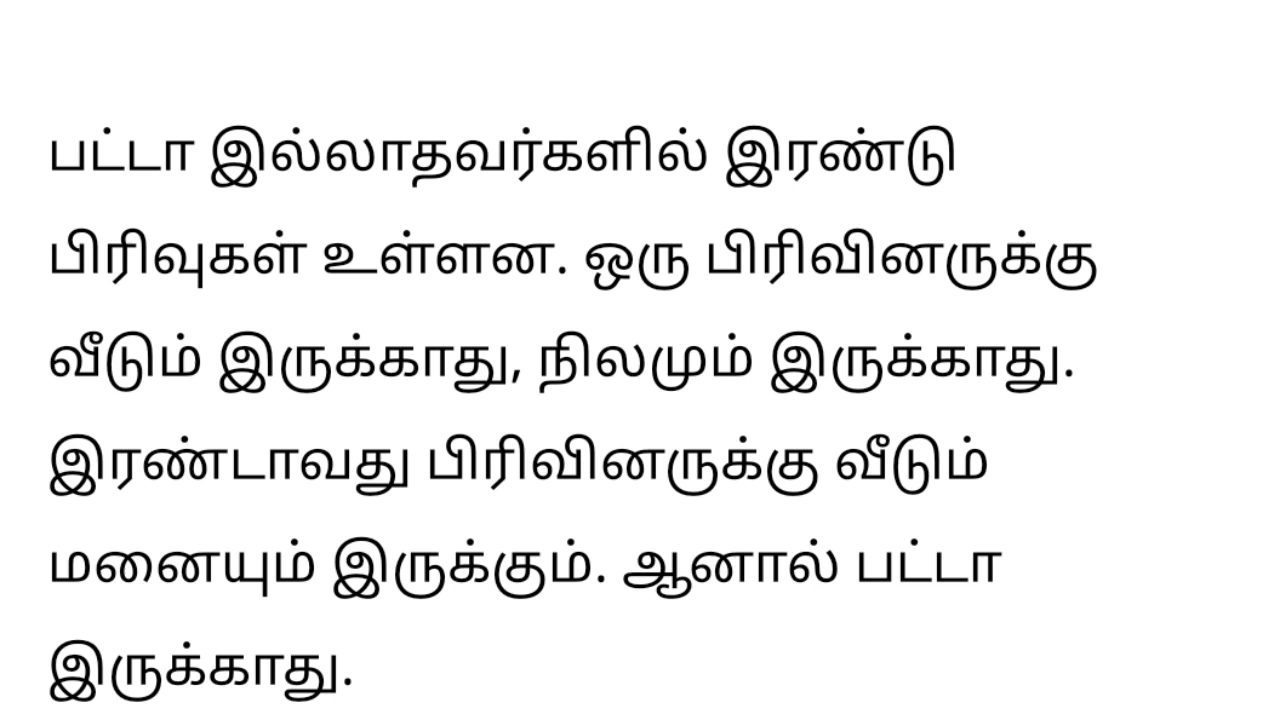 பட்டா இல்லாதவர்களில் இரண்டு
பிரிவுகள் உள்ளன. ஒரு பிரிவினருக்கு
வீடும் இருக்காது, நிலமும் இருக்காது.
இரண்டாவது பிரிவினருக்கு வீடும்
மனையும் இருக்கும். ஆனால் பட்டா
இருக்காது.